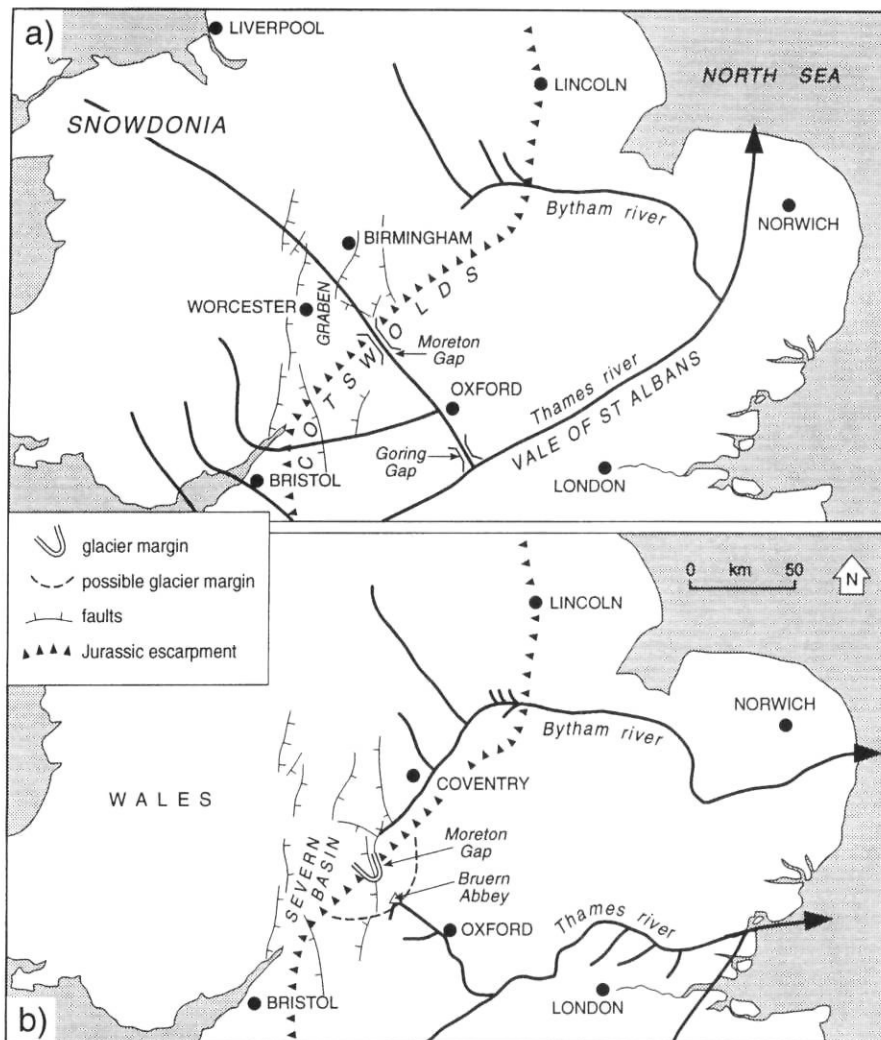 a)
LIVERPOOL
LINCOLN
NORTH SEA
SNOWDONIA
Bytham river
NORWICH
BIRMINGHAM
WORCESTER
GRABEN
COTSWOLDS
Moreton
Gap
OXFORD
Thames river
VALE OF ST ALBANS
Goring
Gap
BRISTOL
LONDON
glacier margin
possible glacier margin
faults
Jurassic escarpment
0 km 50
N
LINCOLN
NORWICH
Bytham river
COVENTRY
WALES
Moreton
Gap
SEVERN
BASIN
Bruern
Abbey
OXFORD
Thames river
BRISTOL
LONDON
b)